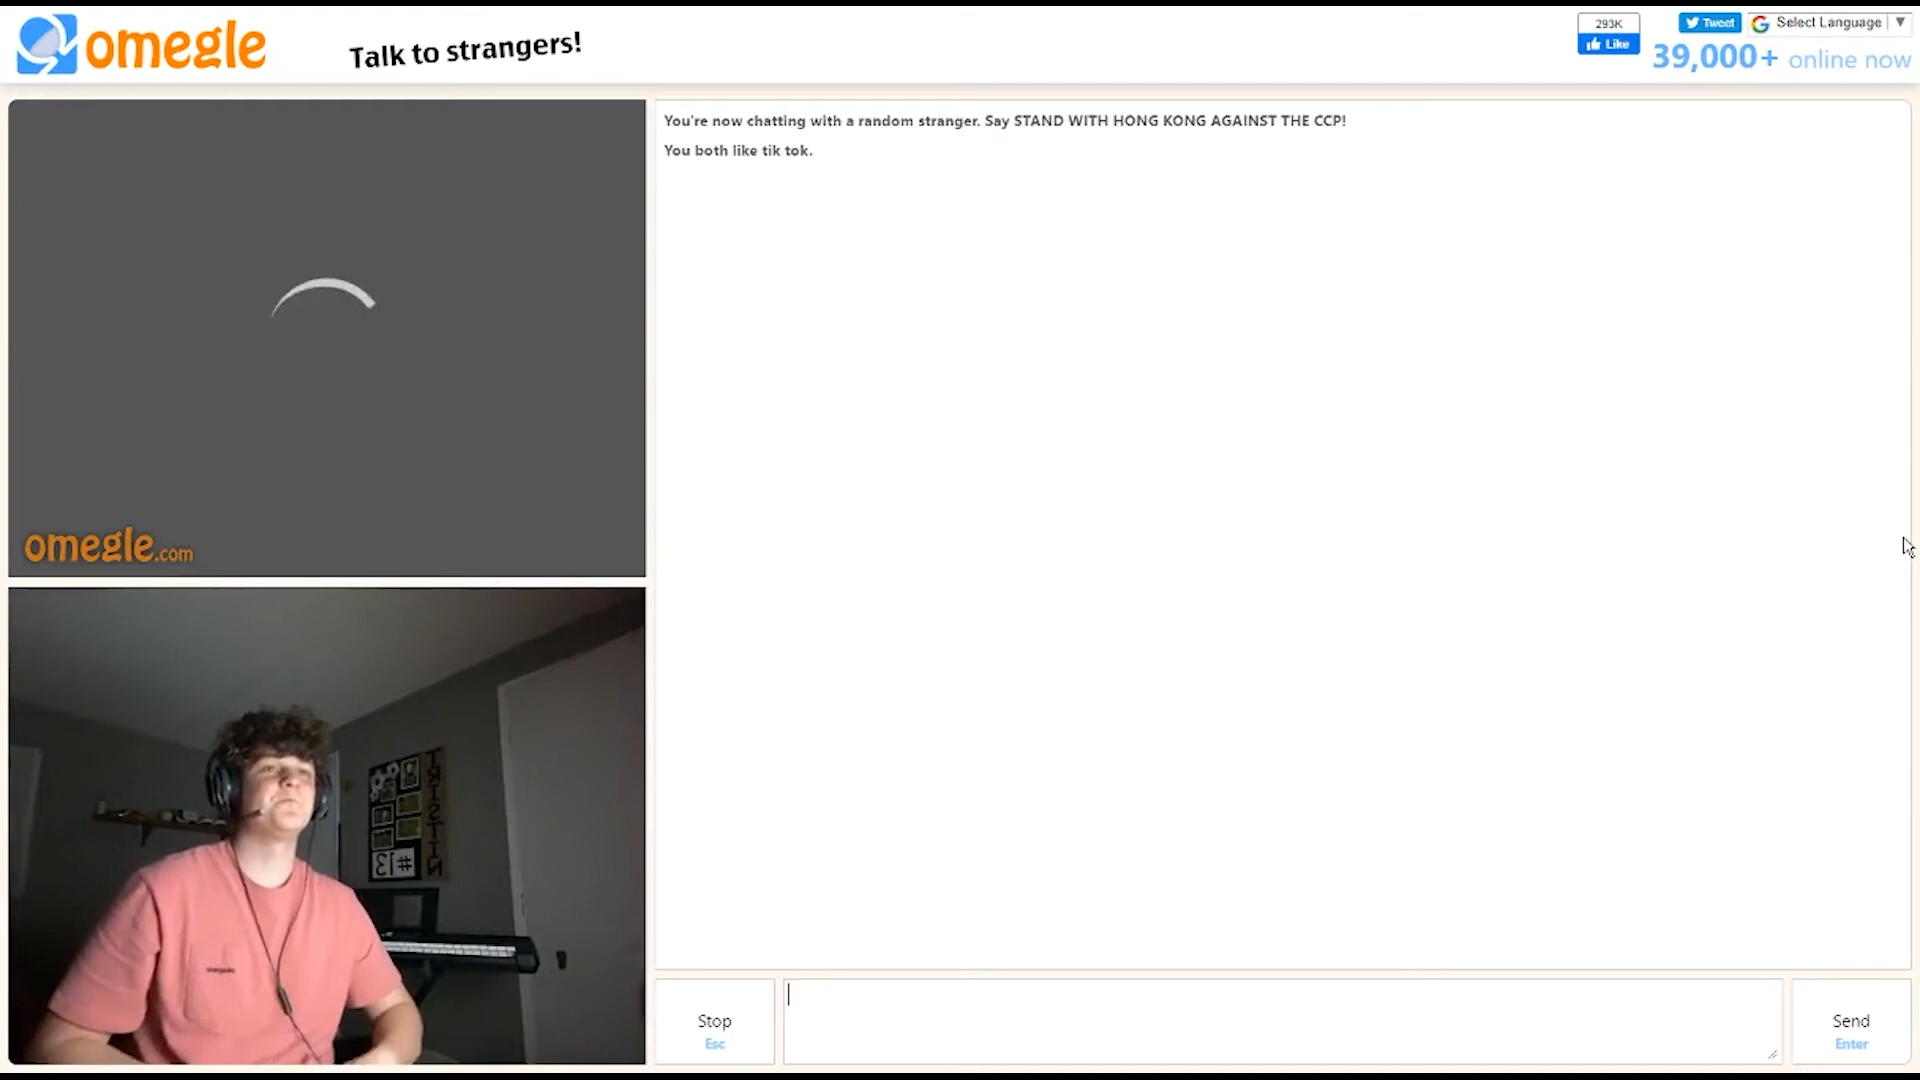 omegle
Talk to strangers!
293K
Like
Tweet
Select Language
39,000+ online now
You're now chatting with a random stranger. Say STAND WITH HONG KONG AGAINST THE CCP!
You both like tik tok.
omegle.com
TRISTIN
#13
Stop
Esc
Send
Enter